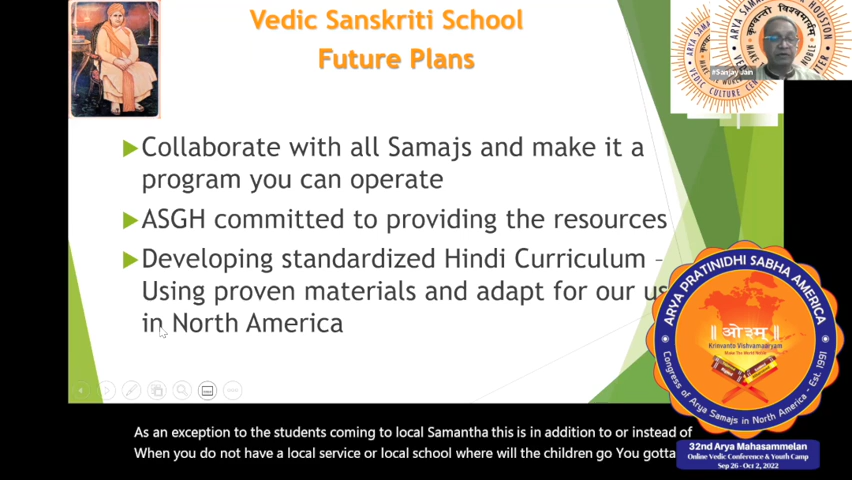 Vedic Sanskriti School
Future Plans
#Sanjay Jain
Collaborate with all Samajs and make it a
program you can operate
ASGH committed to providing the resources
Developing standardized Hindi Curriculum –
Using proven materials and adapt for our us
in North America
ARYA PRATINIDHI SABHA AMERICA
॥ ओ३म् ॥
Krinvanto Vishvamaaryam
Make The World Noble
Congress of Arya Samajs in North America - Est. 1991
32nd Arya Mahasammelan
Online Vedic Conference & Youth Camp
Sep 26 - Oct 2, 2022
As an exception to the students coming to local Samantha this is in addition to or instead of
When you do not have a local service or local school where will the children go You gotta